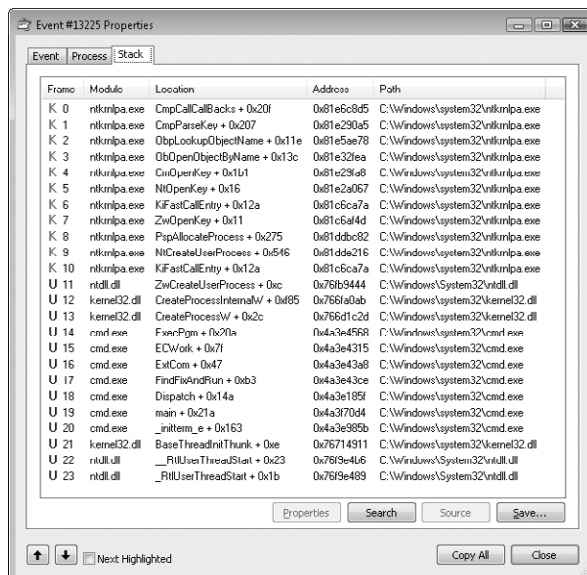 Event #13225 Properties
Event Process Stack
Frame Module Location Address Path
K 0 ntkrnlpa.exe CmpCallCallBacks + 0x20f 0x81e6c8d5 C:\Windows\system32\ntkrnlpa.exe
K 1 ntkrnlpa.exe CmpParseKey + 0x207 0x81e290a5 C:\Windows\system32\ntkrnlpa.exe
K 2 ntkrnlpa.exe ObpLookupObjectName + 0x11e 0x81e5ae78 C:\Windows\system32\ntkrnlpa.exe
K 3 ntkrnlpa.exe ObOpenObjectByName + 0x13c 0x81e32fea C:\Windows\system32\ntkrnlpa.exe
K 4 ntkrnlpa.exe CmOpenKey + 0x1b1 0x81e29fa8 C:\Windows\system32\ntkrnlpa.exe
K 5 ntkrnlpa.exe NtOpenKey + 0x16 0x81e2a067 C:\Windows\system32\ntkrnlpa.exe
K 6 ntkrnlpa.exe KiFastCallEntry + 0x12a 0x81c6ca7a C:\Windows\system32\ntkrnlpa.exe
K 7 ntkrnlpa.exe ZwOpenKey + 0x11 0x81c6af4d C:\Windows\system32\ntkrnlpa.exe
K 8 ntkrnlpa.exe PspAllocateProcess + 0x275 0x81ddbc82 C:\Windows\system32\ntkrnlpa.exe
K 9 ntkrnlpa.exe NtCreateUserProcess + 0x546 0x81dde216 C:\Windows\system32\ntkrnlpa.exe
K 10 ntkrnlpa.exe KiFastCallEntry + 0x12a 0x81c6ca7a C:\Windows\system32\ntkrnlpa.exe
U 11 ntdll.dll ZwCreateUserProcess + 0xc 0x76fb9444 C:\Windows\System32\ntdll.dll
U 12 kernel32.dll CreateProcessInternalW + 0xf85 0x766fa0ab C:\Windows\system32\kernel32.dll
U 13 kernel32.dll CreateProcessW + 0x2c 0x766d1c2d C:\Windows\system32\kernel32.dll
U 14 cmd.exe ExecPgm + 0x20a 0x4a3e4568 C:\Windows\system32\cmd.exe
U 15 cmd.exe ECWork + 0x7f 0x4a3e4315 C:\Windows\system32\cmd.exe
U 16 cmd.exe ExtCom + 0x47 0x4a3e43a8 C:\Windows\system32\cmd.exe
U 17 cmd.exe FindFixAndRun + 0xb3 0x4a3e43ce C:\Windows\system32\cmd.exe
U 18 cmd.exe Dispatch + 0x14a 0x4a3e185f C:\Windows\system32\cmd.exe
U 19 cmd.exe main + 0x21a 0x4a3f70d4 C:\Windows\system32\cmd.exe
U 20 cmd.exe _initterm_e + 0x163 0x4a3e985b C:\Windows\system32\cmd.exe
U 21 kernel32.dll BaseThreadInitThunk + 0xe 0x76714911 C:\Windows\system32\kernel32.dll
U 22 ntdll.dll __RtlUserThreadStart + 0x23 0x76f9e4b6 C:\Windows\System32\ntdll.dll
U 23 ntdll.dll _RtlUserThreadStart + 0x1b 0x76f9e489 C:\Windows\System32\ntdll.dll
Properties Search Source Save...
Next Highlighted Copy All Close